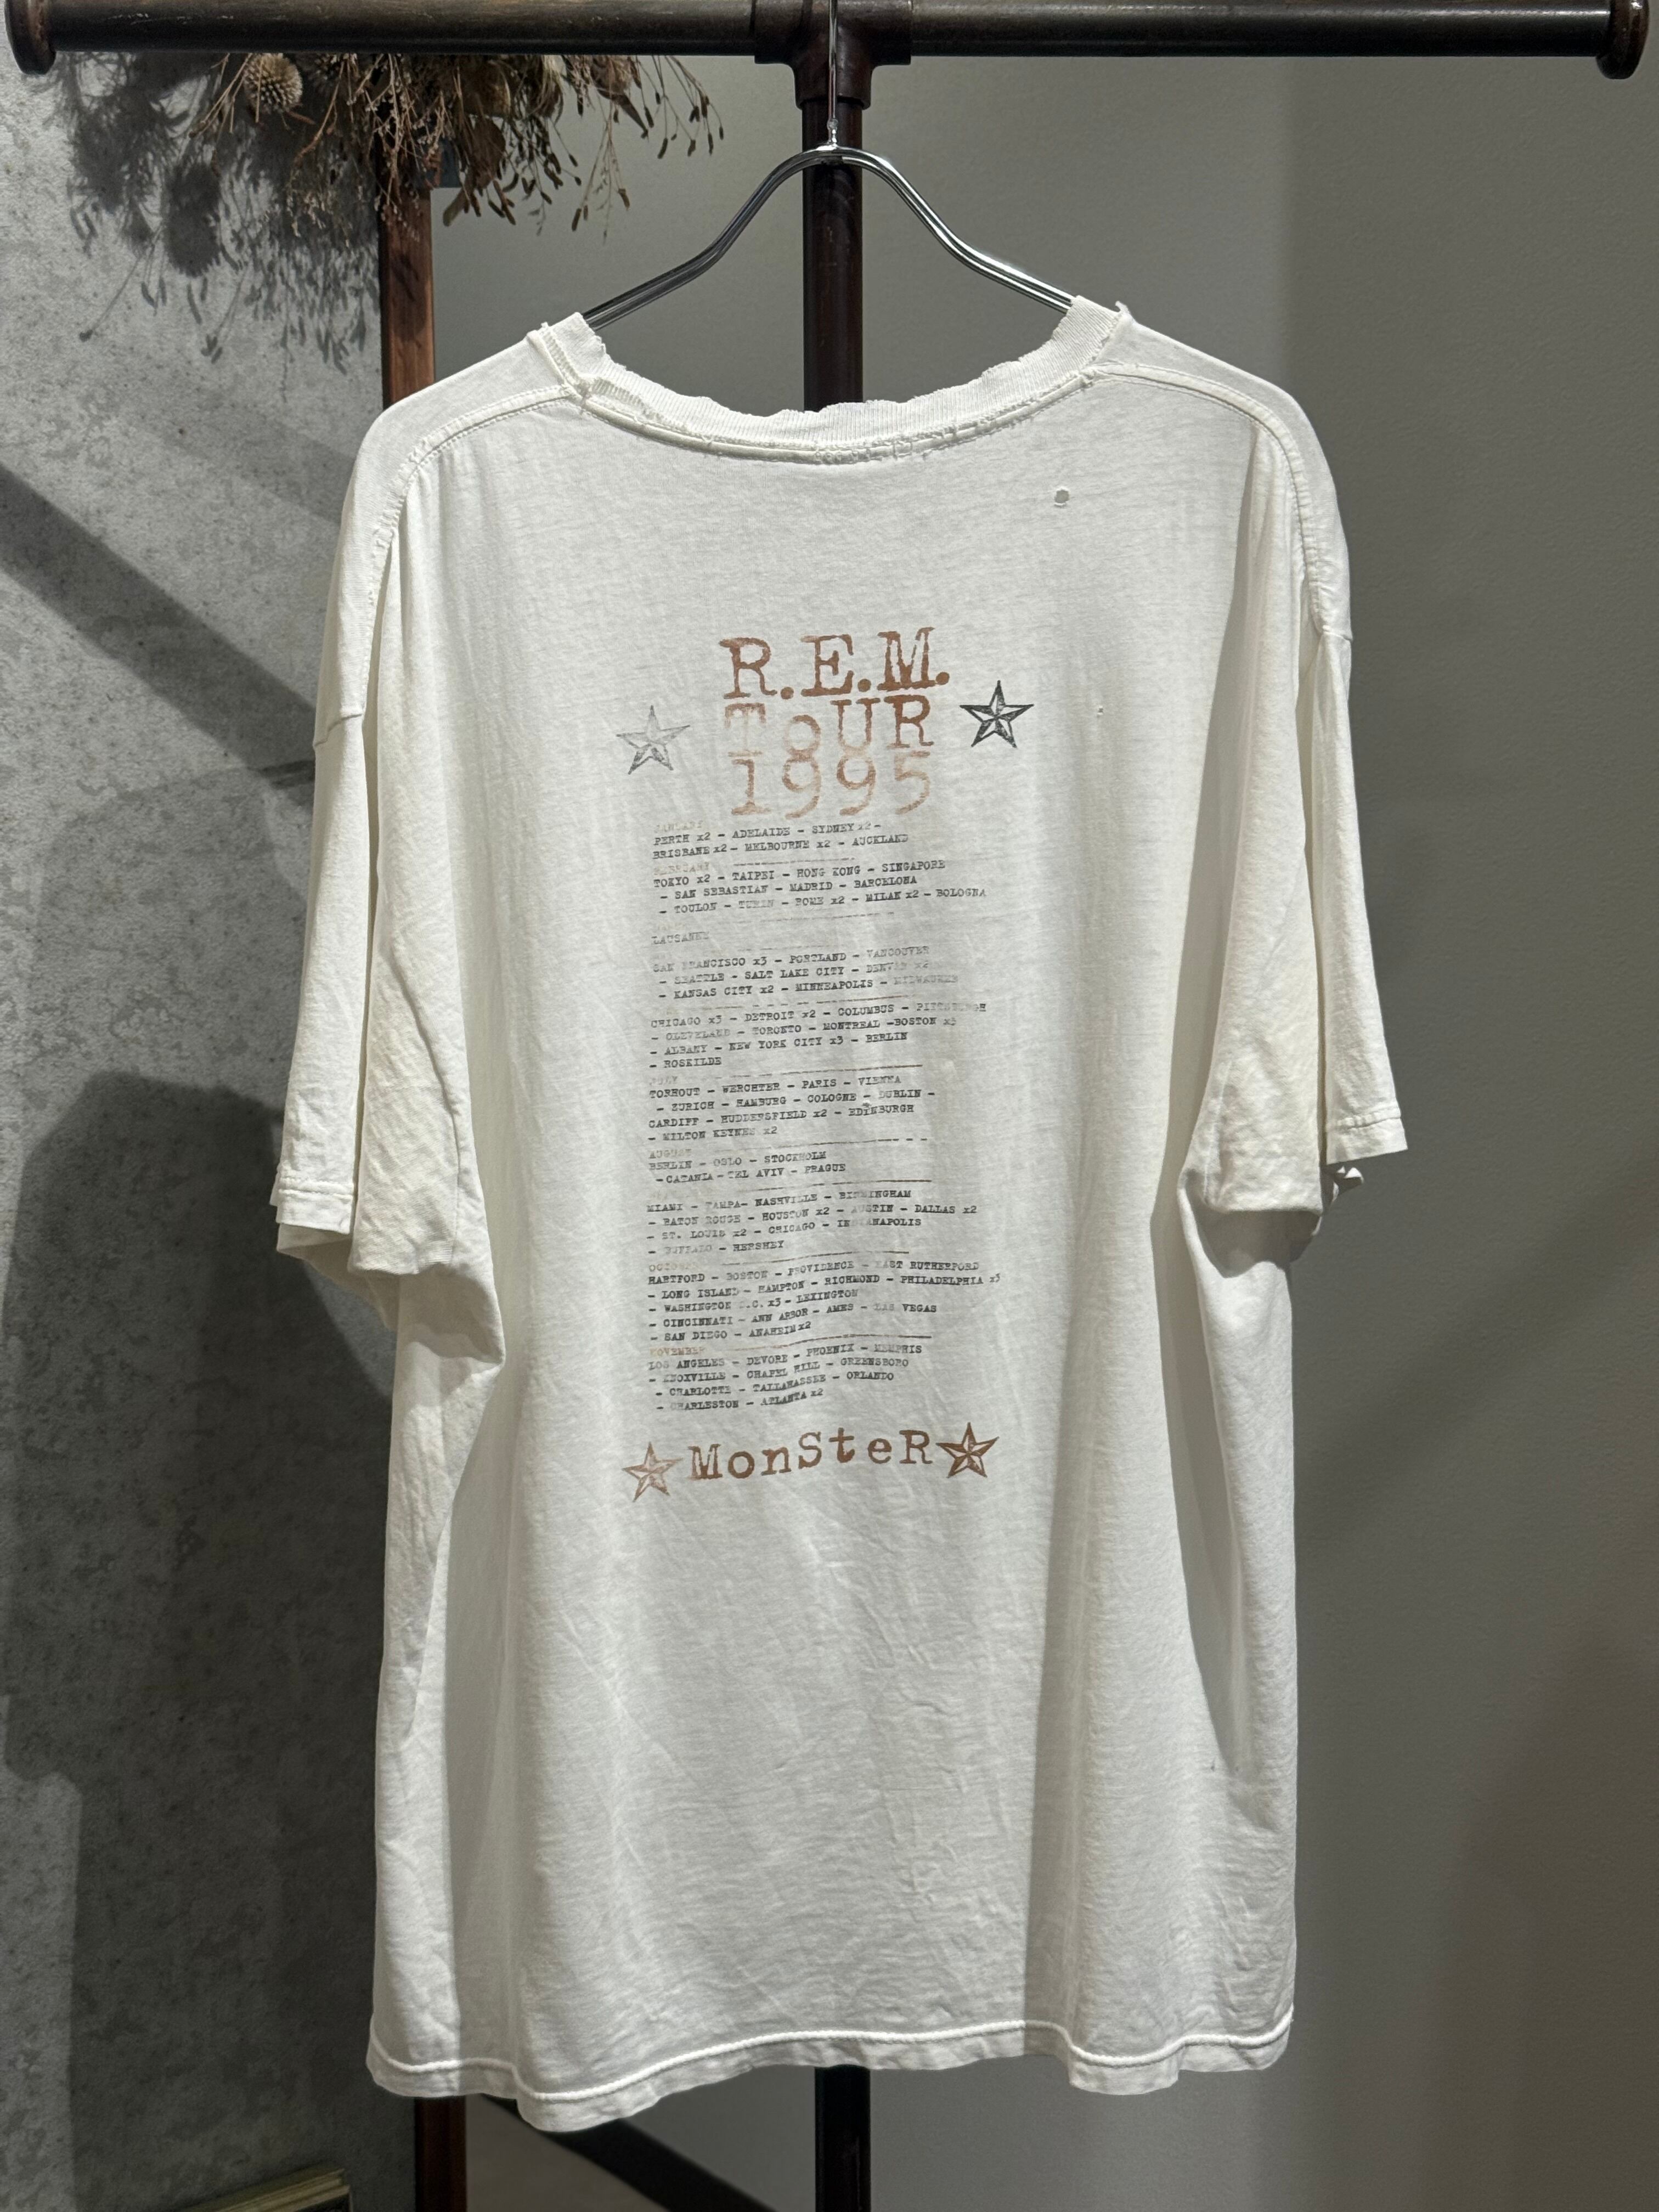 R.E.M.
ToUR
1995
JANUARY
PERTH x2 - ADELAIDE - SYDNEY x2 -
BRISBANE x2 - MELBOURNE x2 - AUCKLAND
FEBRUARY
TOKYO x2 - TAIPEI - HONG KONG - SINGAPORE
- SAN SEBASTIAN - MADRID - BARCELONA
- TOULON - TURIN - ROME x2 - MILAN x2 - BOLOGNA
LAUSANNE
SAN FRANCISCO x3 - PORTLAND - VANCOUVER
- SEATTLE - SALT LAKE CITY - DENVER x2
- KANSAS CITY x2 - MINNEAPOLIS - MILWAUKEE
CHICAGO x3 - DETROIT x2 - COLUMBUS - PITTSBURGH
- CLEVELAND - TORONTO - MONTREAL -BOSTON x3
- ALBANY - NEW YORK CITY x3 - BERLIN
- ROSKILDE
JULY
TORHOUT - WERCHTER - PARIS - VIENNA
- ZURICH - HAMBURG - COLOGNE - DUBLIN -
CARDIFF - HUDDERSFIELD x2 - EDINBURGH
- MILTON KEYNES x2
AUGUST
BERLIN - OSLO - STOCKHOLM
- CATANIA - TEL AVIV - PRAGUE
MIAMI - TAMPA- NASHVILLE - BIRMINGHAM
- BATON ROUGE - HOUSTON x2 - AUSTIN - DALLAS x2
- ST. LOUIS x2 - CHICAGO - INDIANAPOLIS
- BUFFALO - HERSHEY
OCTOBER
HARTFORD - BOSTON - PROVIDENCE - EAST RUTHERFORD
- LONG ISLAND - HAMPTON - RICHMOND - PHILADELPHIA x3
- WASHINGTON D.C. x3 - LEXINGTON
- CINCINNATI - ANN ARBOR - AMES - LAS VEGAS
- SAN DIEGO - ANAHEIM x2
NOVEMBER
LOS ANGELES - DEVORE - PHOENIX - MEMPHIS
- KNOXVILLE - CHAPEL HILL - GREENSBORO
- CHARLOTTE - TALLAHASSEE - ORLANDO
- CHARLESTON - ATLANTA x2
MonSteR